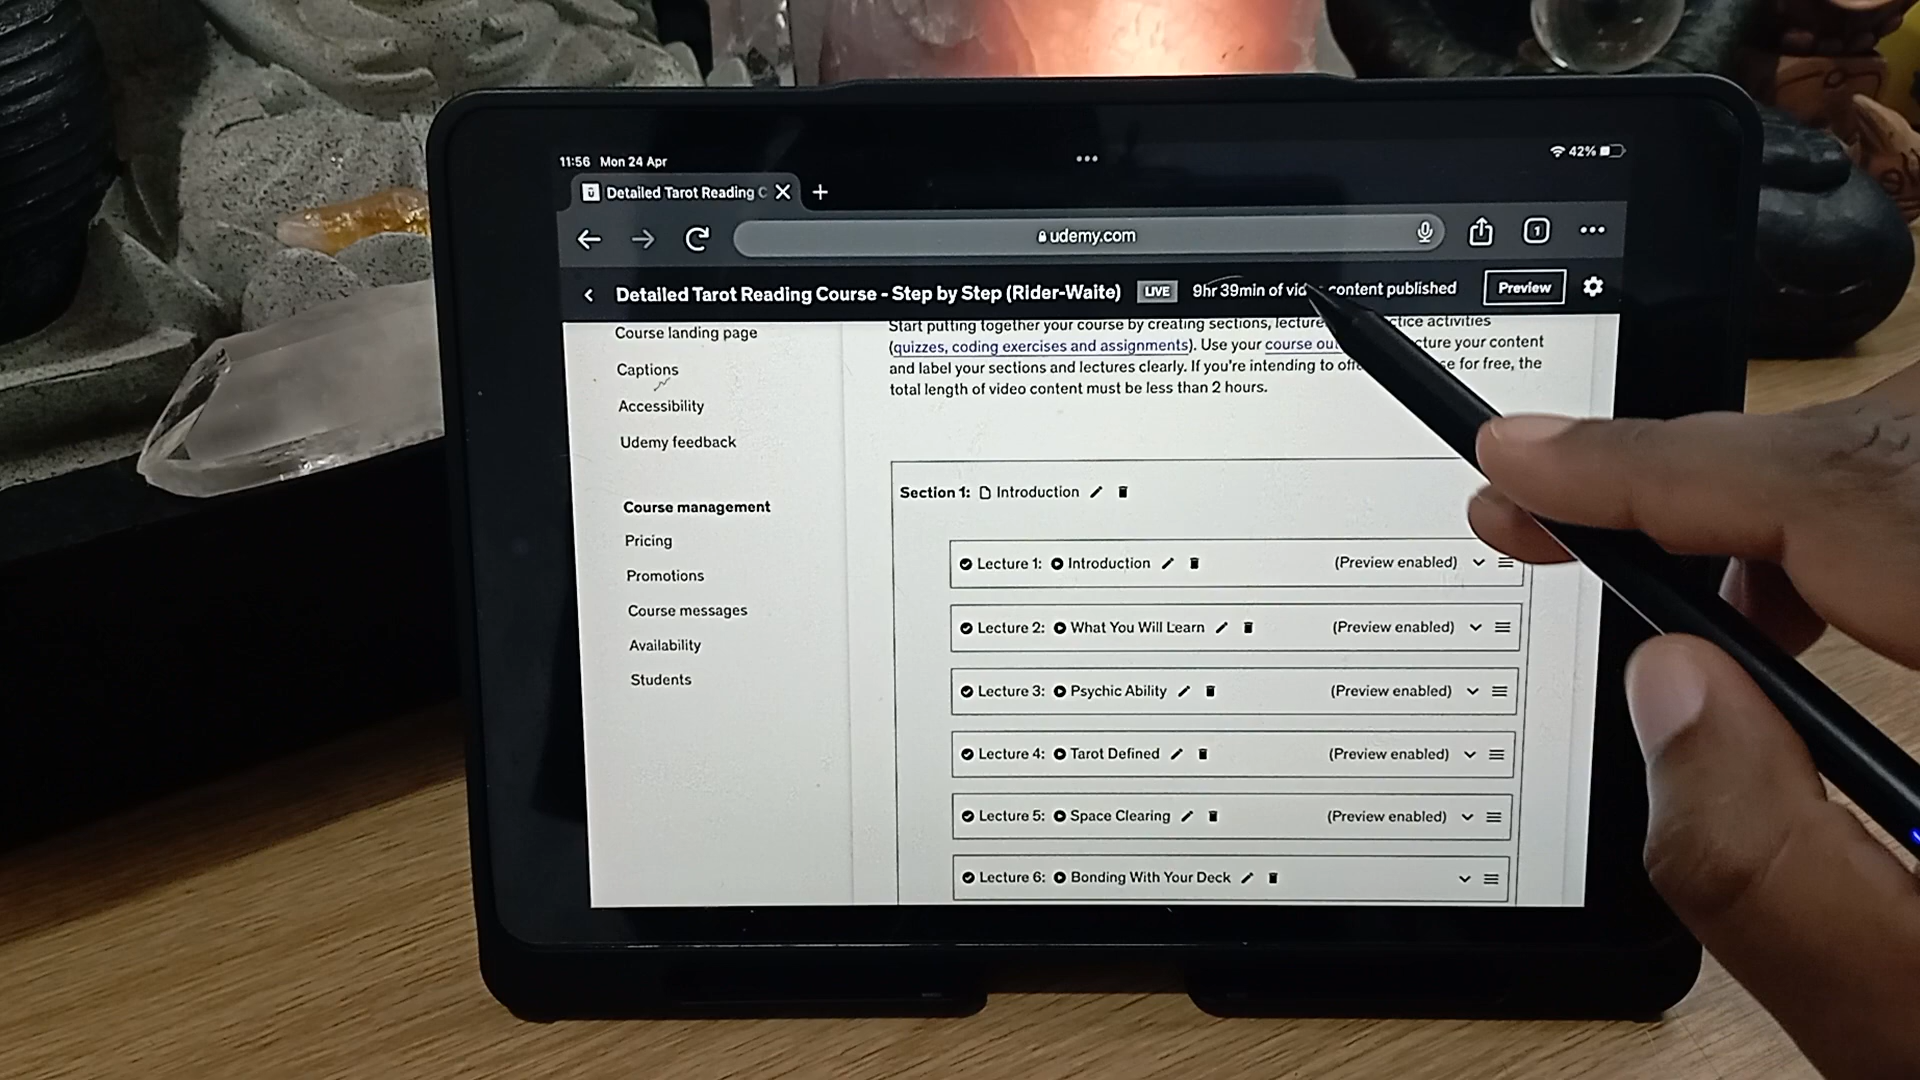 11:56 Mon 24 Apr
42%
Detailed Tarot Reading C
udemy.com
1
Detailed Tarot Reading Course - Step by Step (Rider-Waite) LIVE 9hr 39min of content published Preview
Course landing page
Captions
Accessibility
Udemy feedback
Course management
Pricing
Promotions
Course messages
Availability
Students
Start putting together your course by creating sections, lecture activities
(quizzes, coding exercises and assignments). Use your course your content
and label your sections and lectures clearly. If you're intending to for free, the
total length of video content must be less than 2 hours.
Section 1: Introduction
Lecture 1: Introduction (Preview enabled)
Lecture 2: What You Will Learn (Preview enabled)
Lecture 3: Psychic Ability (Preview enabled)
Lecture 4: Tarot Defined (Preview enabled)
Lecture 5: Space Clearing (Preview enabled)
Lecture 6: Bonding With Your Deck